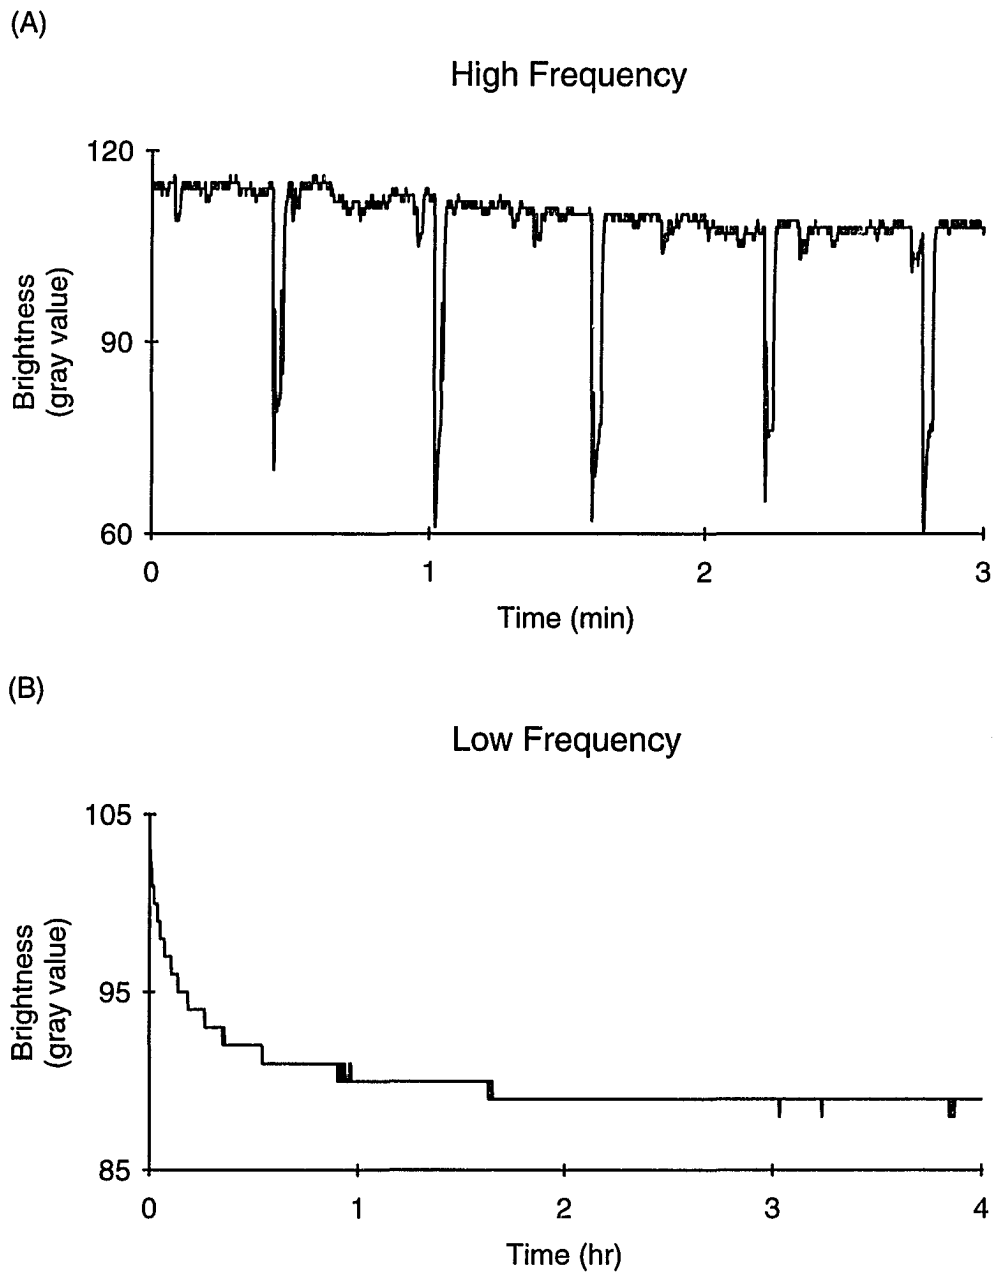 (A)
High Frequency
120
90
60
Brightness
(gray value)
0 1 2 3
Time (min)
(B)
Low Frequency
105
95
85
Brightness
(gray value)
0 1 2 3 4
Time (hr)